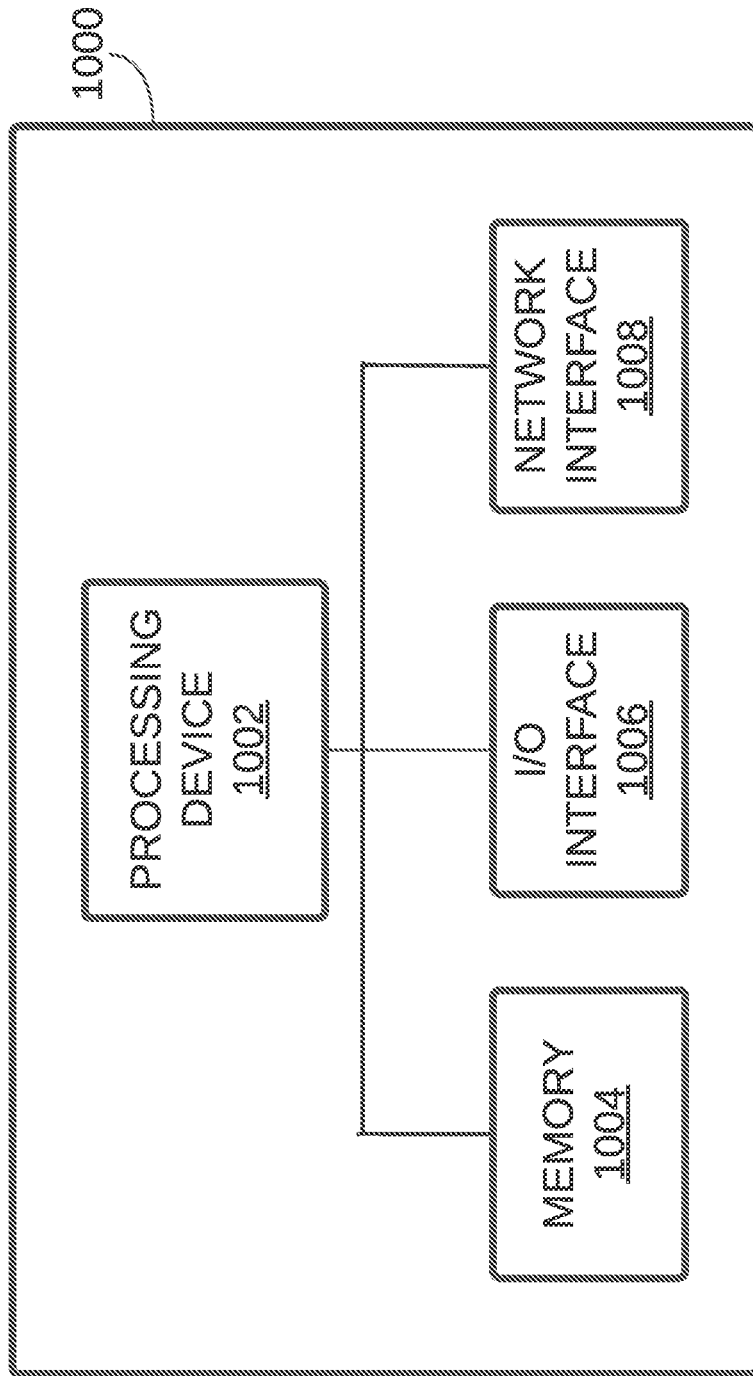 1000
PROCESSING
DEVICE
1002
MEMORY
1004
I/O
INTERFACE
1006
NETWORK
INTERFACE
1008